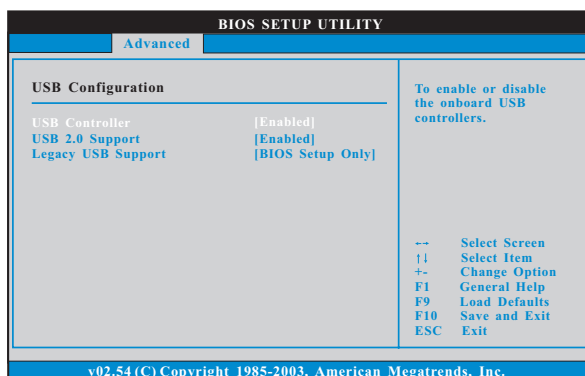 BIOS SETUP UTILITY
Advanced
USB Configuration
USB Controller [Enabled]
USB 2.0 Support [Enabled]
Legacy USB Support [BIOS Setup Only]
To enable or disable
the onboard USB
controllers.
←→ Select Screen
↑↓ Select Item
+- Change Option
F1 General Help
F9 Load Defaults
F10 Save and Exit
ESC Exit
v02.54 (C) Copyright 1985-2003, American Megatrends, Inc.